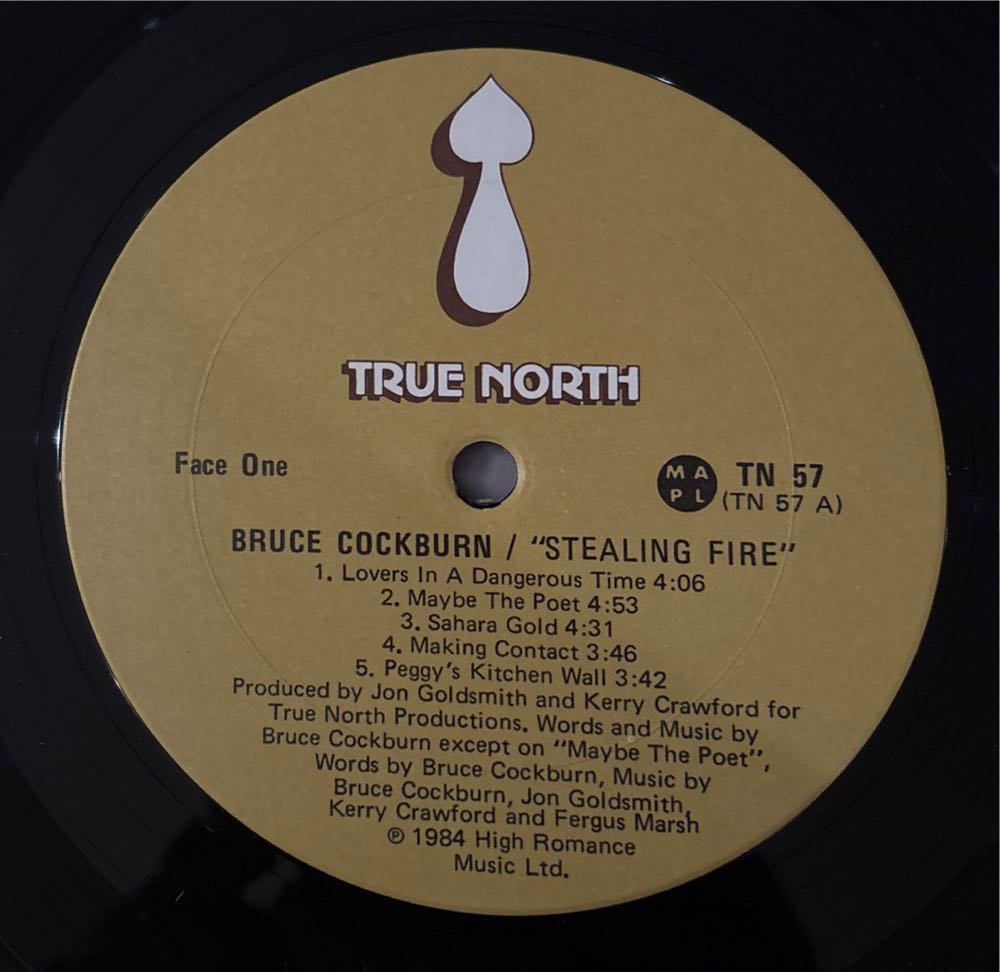 TRUE NORTH
Face One
M A
P L
TN 57
(TN 57 A)
BRUCE COCKBURN / “STEALING FIRE”
1. Lovers In A Dangerous Time 4:06
2. Maybe The Poet 4:53
3. Sahara Gold 4:31
4. Making Contact 3:46
5. Peggy's Kitchen Wall 3:42
Produced by Jon Goldsmith and Kerry Crawford for
True North Productions. Words and Music by
Bruce Cockburn except on “Maybe The Poet”,
Words by Bruce Cockburn, Music by
Bruce Cockburn, Jon Goldsmith,
Kerry Crawford and Fergus Marsh
℗ 1984 High Romance
Music Ltd.